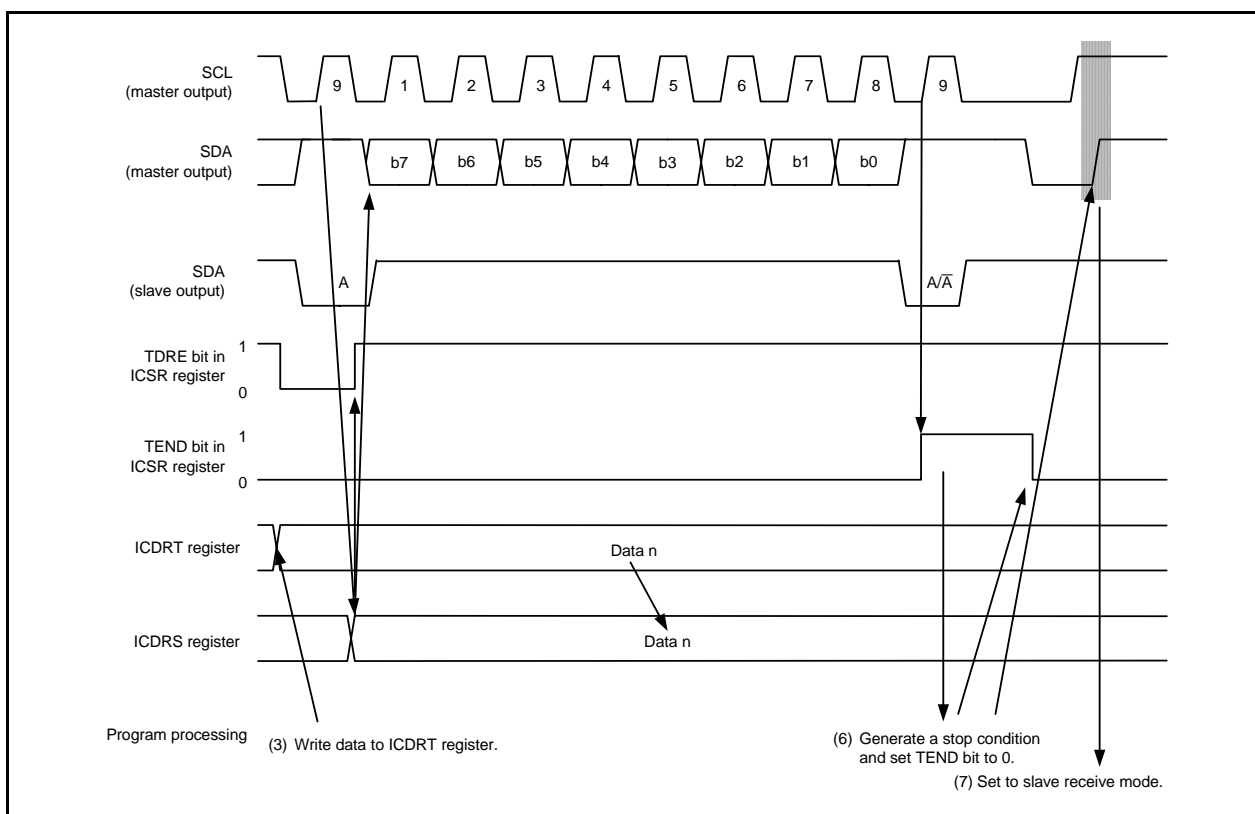 SCL
(master output)
9 1 2 3 4 5 6 7 8 9
SDA
(master output)
b7 b6 b5 b4 b3 b2 b1 b0
SDA
(slave output)
A A/A̅
TDRE bit in
ICSR register
1
0
TEND bit in
ICSR register
1
0
ICDRT register
Data n
ICDRS register
Data n
Program processing
(3) Write data to ICDRT register.
(6) Generate a stop condition
and set TEND bit to 0.
(7) Set to slave receive mode.